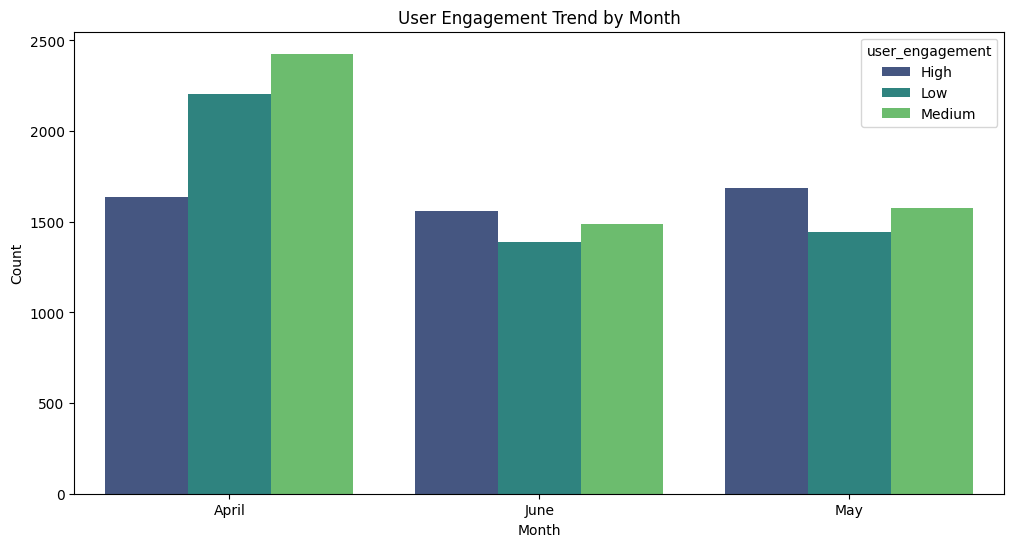 User Engagement Trend by Month
user_engagement
High
Low
Medium
2500
2000
1500
1000
500
0
Count
April
June
May
Month